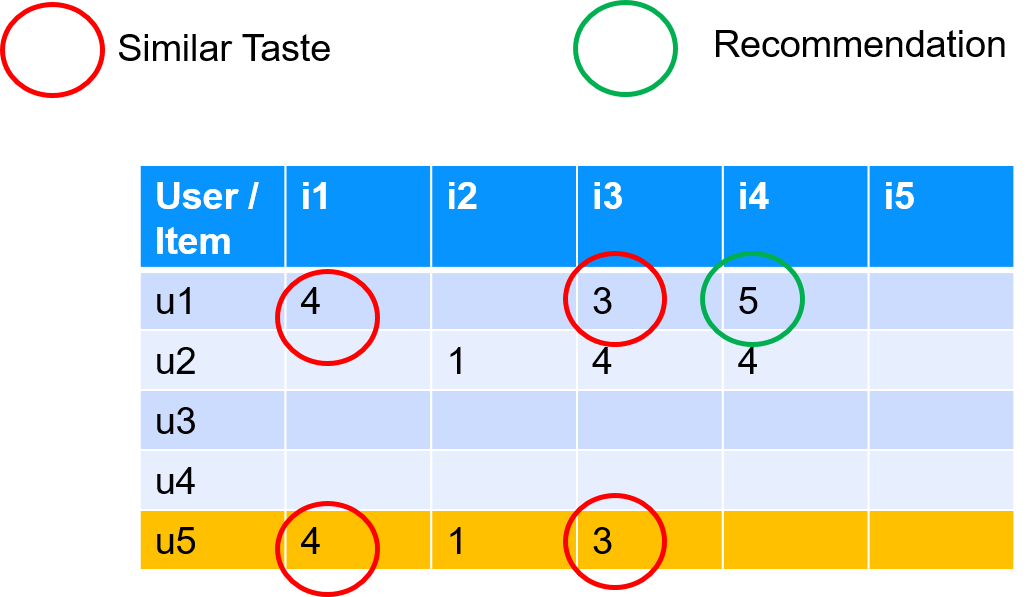 Similar Taste
Recommendation
User / Item i1 i2 i3 i4 i5
u1 4 3 5
u2 1 4 4
u3
u4
u5 4 1 3